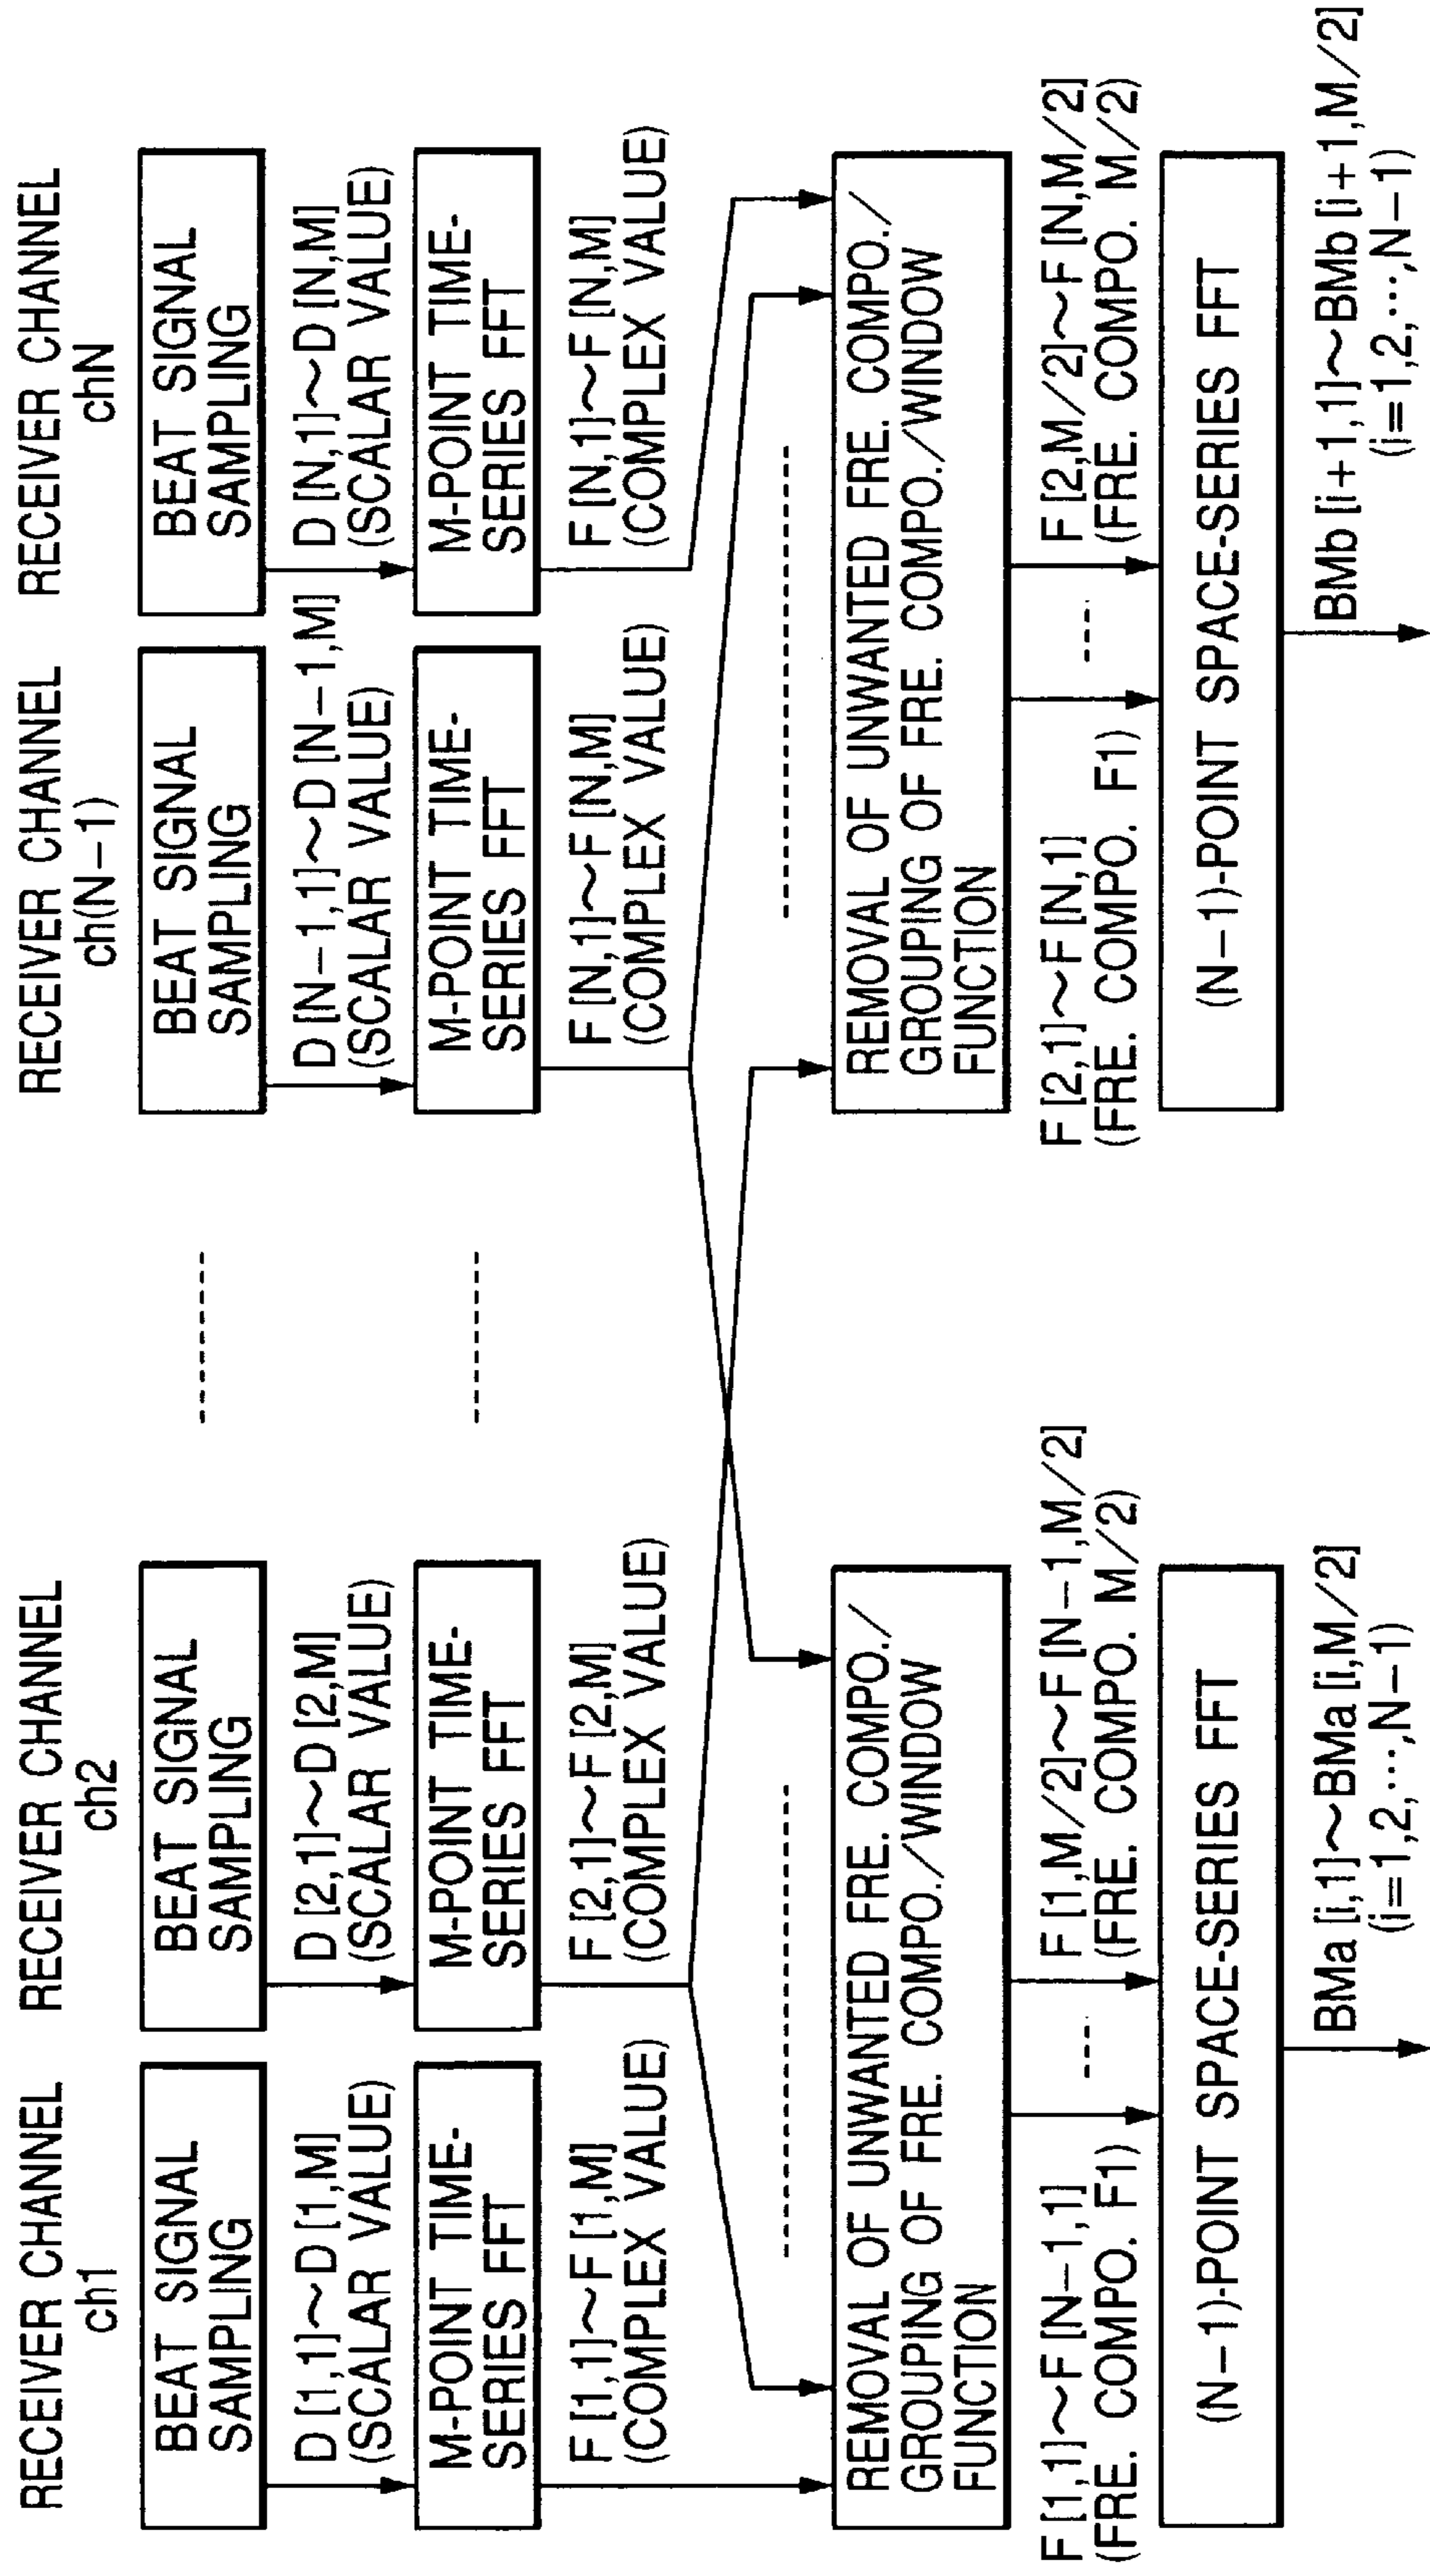 RECEIVER CHANNEL
ch1
RECEIVER CHANNEL
ch2
RECEIVER CHANNEL
ch(N−1)
RECEIVER CHANNEL
chN
BEAT SIGNAL
SAMPLING
BEAT SIGNAL
SAMPLING
BEAT SIGNAL
SAMPLING
BEAT SIGNAL
SAMPLING
D [1,1]~D [1,M]
(SCALAR VALUE)
D [2,1]~D [2,M]
(SCALAR VALUE)
D [N−1,1]~D [N−1,M]
(SCALAR VALUE)
D [N,1]~D [N,M]
(SCALAR VALUE)
M-POINT TIME-
SERIES FFT
M-POINT TIME-
SERIES FFT
M-POINT TIME-
SERIES FFT
M-POINT TIME-
SERIES FFT
F [1,1]~F [1,M]
(COMPLEX VALUE)
F [2,1]~F [2,M]
(COMPLEX VALUE)
F [N,1]~F [N,M]
(COMPLEX VALUE)
F [N,1]~F [N,M]
(COMPLEX VALUE)
REMOVAL OF UNWANTED FRE. COMPO./
GROUPING OF FRE. COMPO./WINDOW
FUNCTION
REMOVAL OF UNWANTED FRE. COMPO./
GROUPING OF FRE. COMPO./WINDOW
FUNCTION
F [1,1]~F [N−1,1]
(FRE. COMPO. F1)
F [1,M/2]~F [N−1,M/2]
(FRE. COMPO. M/2)
F [2,1]~F [N,1]
(FRE. COMPO. F1)
F [2,M/2]~F [N,M/2]
(FRE. COMPO. M/2)
(N−1)-POINT SPACE-SERIES FFT
(N−1)-POINT SPACE-SERIES FFT
BMa [i,1]~BMa [i,M/2]
(i=1,2,···,N−1)
BMb [i+1,1]~BMb [i+1,M/2]
(i=1,2,···,N−1)